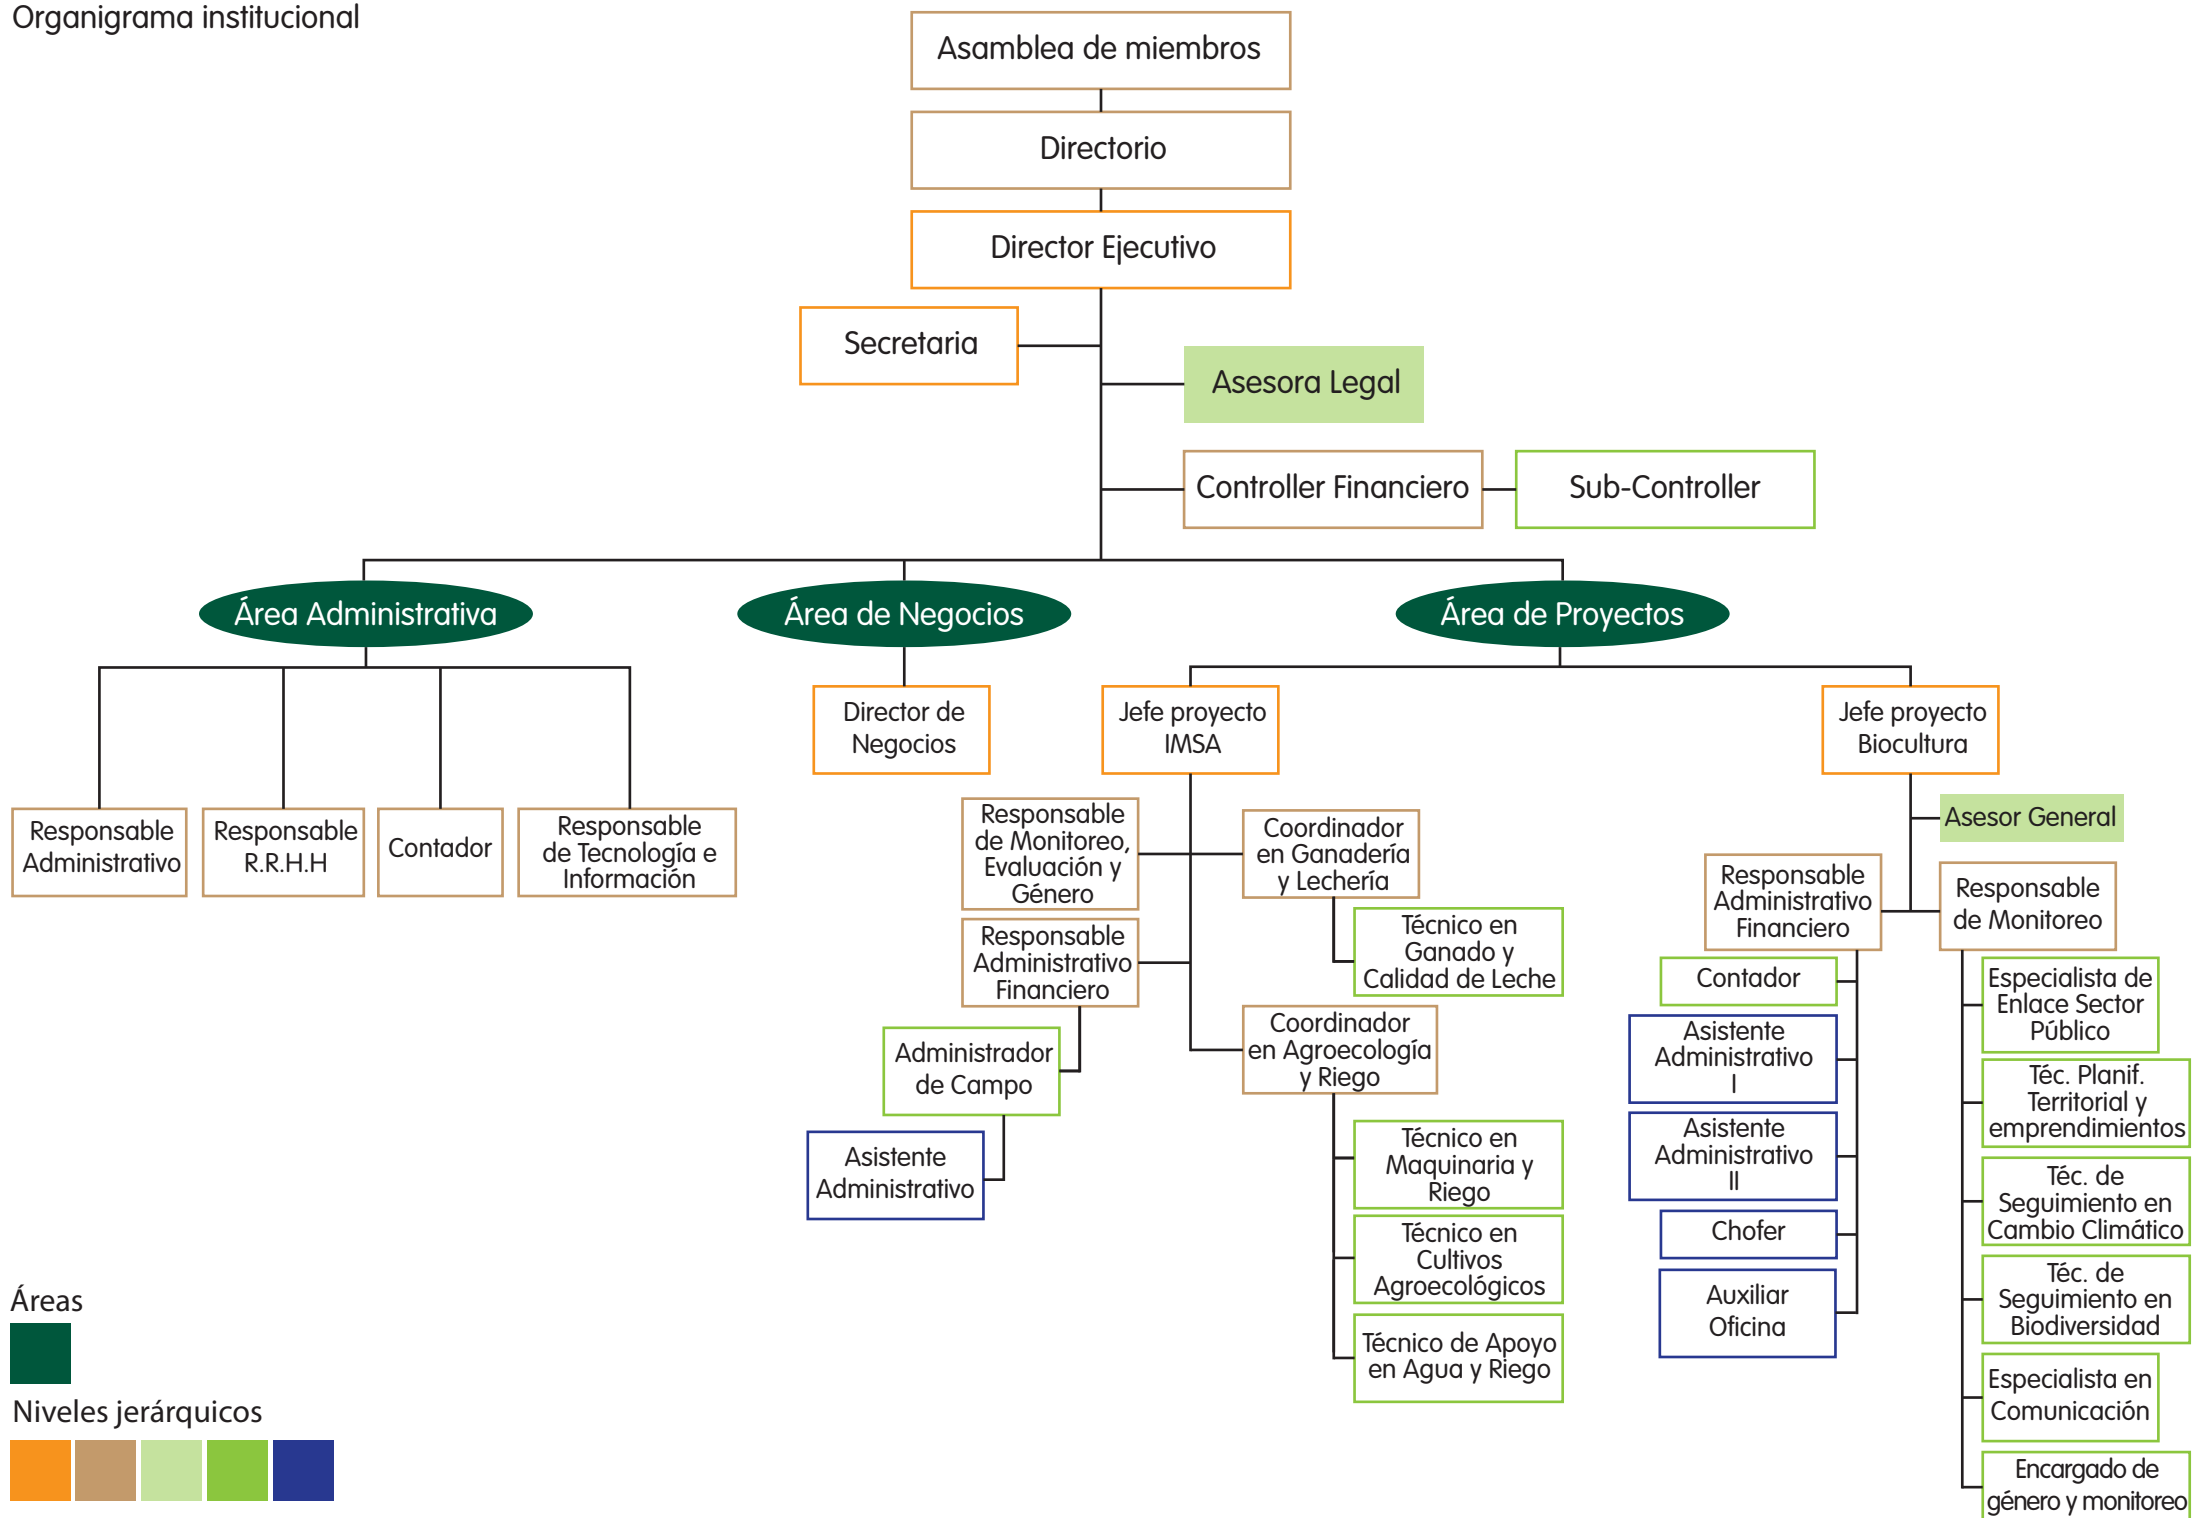 Organigrama institucional
Asamblea de miembros
Directorio
Director Ejecutivo
Secretaria
Asesora Legal
Controller Financiero
Sub-Controller
Área Administrativa
Área de Negocios
Área de Proyectos
Responsable
Administrativo
Responsable
R.R.H.H
Contador
Responsable
de Tecnología e
Información
Director de
Negocios
Jefe proyecto
IMSA
Responsable
de Monitoreo,
Evaluación y
Género
Responsable
Administrativo
Financiero
Administrador
de Campo
Asistente
Administrativo
Coordinador
en Ganadería
y Lechería
Técnico en
Ganado y
Calidad de Leche
Coordinador
en Agroecología
y Riego
Técnico en
Maquinaria y
Riego
Técnico en
Cultivos
Agroecológicos
Técnico de Apoyo
en Agua y Riego
Jefe proyecto
Biocultura
Asesor General
Responsable
Administrativo
Financiero
Contador
Asistente
Administrativo
I
Asistente
Administrativo
II
Chofer
Auxiliar
Oficina
Responsable
de Monitoreo
Especialista de
Enlace Sector
Público
Téc. Planif.
Territorial y
emprendimientos
Téc. de
Seguimiento en
Cambio Climático
Téc. de
Seguimiento en
Biodiversidad
Especialista en
Comunicación
Encargado de
género y monitoreo
Áreas
Niveles jerárquicos